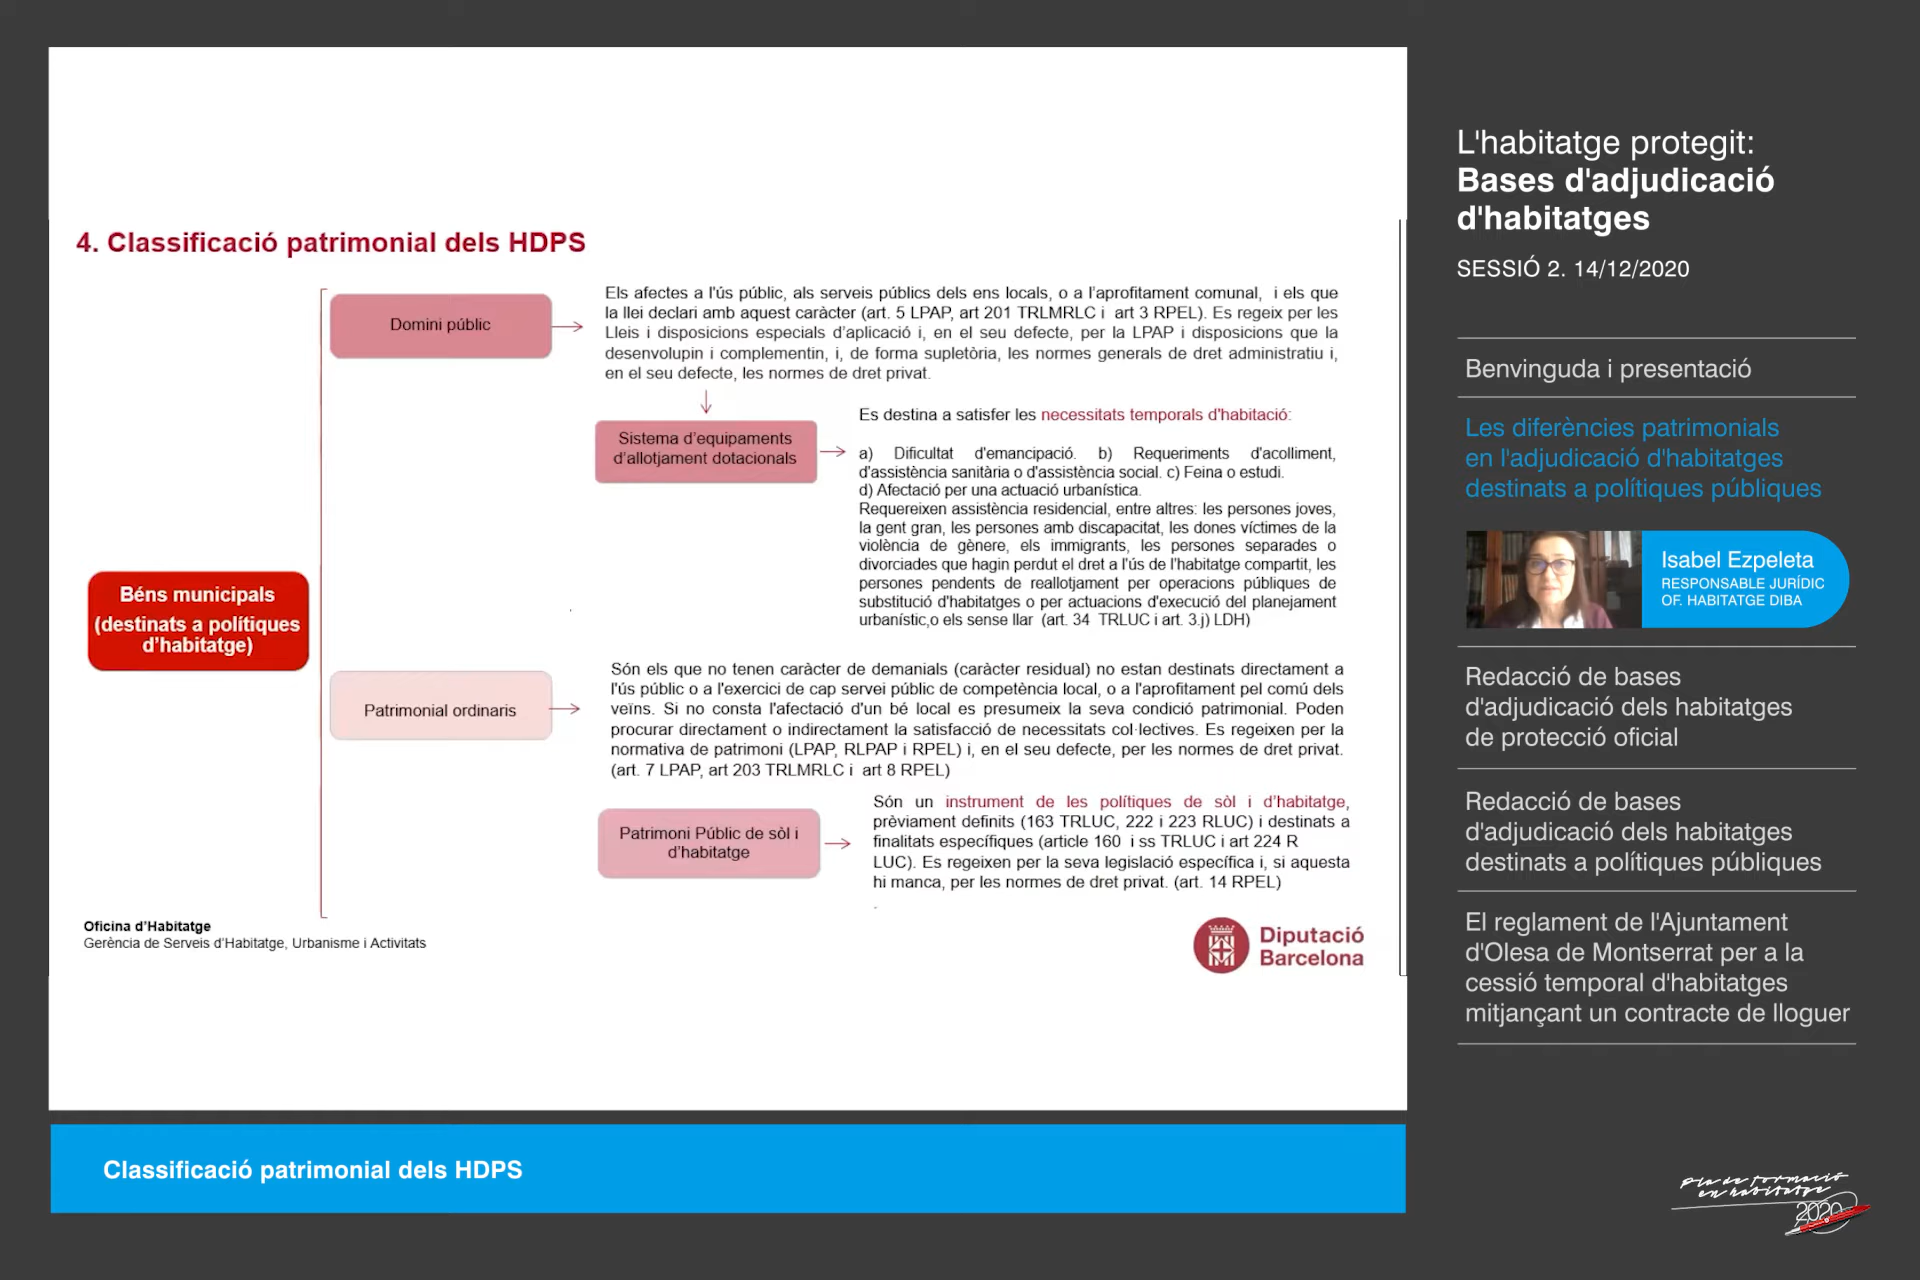 4. Classificació patrimonial dels HDPS
Béns municipals
(destinats a polítiques
d'habitatge)
Domini públic
Els afectes a l'ús públic, als serveis públics dels ens locals, o a l'aprofitament comunal, i els que
la llei declari amb aquest caràcter (art. 5 LPAP, art 201 TRLMRLC i art 3 RPEL). Es regeix per les
Lleis i disposicions especials d'aplicació i, en el seu defecte, per la LPAP i disposicions que la
desenvolupin i complementin, i, de forma supletòria, les normes generals de dret administratiu i,
en el seu defecte, les normes de dret privat.
Sistema d'equipaments
d'allotjament dotacionals
Es destina a satisfer les necessitats temporals d'habitació:
a) Dificultat d'emancipació. b) Requeriments d'acolliment,
d'assistència sanitària o d'assistència social. c) Feina o estudi.
d) Afectació per una actuació urbanística.
Requereixen assistència residencial, entre altres: les persones joves,
la gent gran, les persones amb discapacitat, les dones víctimes de la
violència de gènere, els immigrants, les persones separades o
divorciades que hagin perdut el dret a l'ús de l'habitatge compartit, les
persones pendents de reallotjament per operacions públiques de
substitució d'habitatges o per actuacions d'execució del planejament
urbanístic,o els sense llar (art. 34 TRLUC i art. 3.j) LDH)
Patrimonial ordinaris
Són els que no tenen caràcter de demanials (caràcter residual) no estan destinats directament a
l'ús públic o a l'exercici de cap servei públic de competència local, o a l'aprofitament pel comú dels
veïns. Si no consta l'afectació d'un bé local es presumeix la seva condició patrimonial. Poden
procurar directament o indirectament la satisfacció de necessitats col·lectives. Es regeixen per la
normativa de patrimoni (LPAP, RLPAP i RPEL) i, en el seu defecte, per les normes de dret privat.
(art. 7 LPAP, art 203 TRLMRLC i art 8 RPEL)
Patrimoni Públic de sòl i
d'habitatge
Són un instrument de les polítiques de sòl i d'habitatge,
prèviament definits (163 TRLUC, 222 i 223 RLUC) i destinats a
finalitats específiques (article 160 i ss TRLUC i art 224 R
LUC). Es regeixen per la seva legislació específica i, si aquesta
hi manca, per les normes de dret privat. (art. 14 RPEL)
Oficina d'Habitatge
Gerència de Serveis d'Habitatge, Urbanisme i Activitats
Diputació
Barcelona
Classificació patrimonial dels HDPS
L'habitatge protegit:
Bases d'adjudicació
d'habitatges
SESSIÓ 2. 14/12/2020
Benvinguda i presentació
Les diferències patrimonials
en l'adjudicació d'habitatges
destinats a polítiques públiques
Isabel Ezpeleta
RESPONSABLE JURÍDIC
OF. HABITATGE DIBA
Redacció de bases
d'adjudicació dels habitatges
de protecció oficial
Redacció de bases
d'adjudicació dels habitatges
destinats a polítiques públiques
El reglament de l'Ajuntament
d'Olesa de Montserrat per a la
cessió temporal d'habitatges
mitjançant un contracte de lloguer
pla de formació
en habitatge
2020